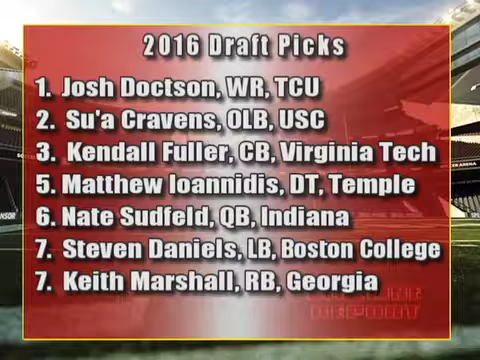 2016 Draft Picks
1. Josh Doctson, WR, TCU
2. Su'a Cravens, OLB, USC
3. Kendall Fuller, CB, Virginia Tech
5. Matthew Ioannidis, DT, Temple
6. Nate Sudfeld, QB, Indiana
7. Steven Daniels, LB, Boston College
7. Keith Marshall, RB, Georgia
REPORT